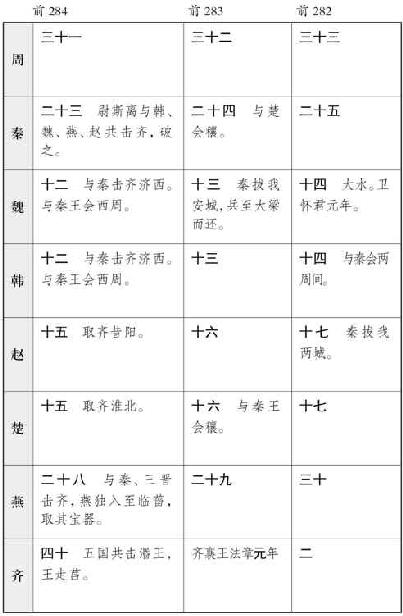 前 284
前 283
前 282
周
三十一
三十二
三十三
秦
二十三 尉斯离与韩、
魏、燕、赵共击齐，破
之。
二十四 与楚
会穰。
二十五
魏
十二 与秦击齐济西。
与秦王会西周。
十三 秦拔我
安城，兵至大梁
而还。
十四 大水。卫
怀君元年。
韩
十二 与秦击齐济西。
与秦王会西周。
十三
十四 与秦会两
周间。
赵
十五 取齐昔阳。
十六
十七 秦拔我
两城。
楚
十五 取齐淮北。
十六 与秦王
会穰。
十七
燕
二十八 与秦、三晋
击齐，燕独入至临菑，
取其宝器。
二十九
三十
齐
四十 五国共击湣王，
王走莒。
齐襄王法章元年
二